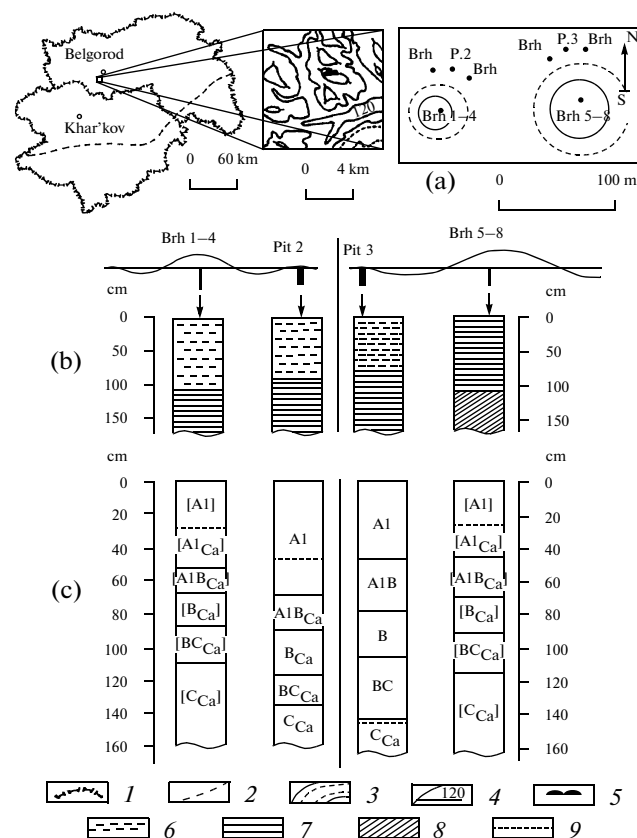 Belgorod
Khar'kov
0 60 km
120
0 4 km
Brh P.2 Brh
Brh 1–4
Brh P.3 Brh
Brh 5–8
N
S
(a)
0 100 m
Brh 1–4 Pit 2 Pit 3 Brh 5–8
cm cm
0 0
50 50
(b)
100 100
150 150
cm cm
0 0
20 20
40 40
60 60
(c)
80 80
100 100
120 120
140 140
160 160
[A1]
[A1Ca]
[A1BCa]
[BCa]
[BCCa]
[CCa]
A1
A1BCa
BCa
BCCa
CCa
A1
A1B
B
BC
CCa
[A1]
[A1Ca]
[A1BCa]
[BCa]
[BCCa]
[CCa]
1 2 3 120 4 5
6 7 8 9